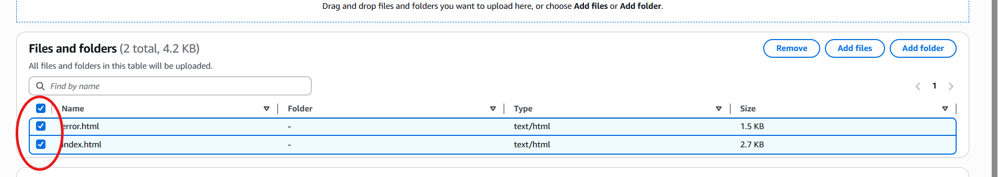 Drag and drop files and folders you want to upload here, or choose Add files or Add folder.
Files and folders (2 total, 4.2 KB)
Remove
Add files
Add folder
All files and folders in this table will be uploaded.
Find by name
1
Name Folder Type Size
error.html - text/html 1.5 KB
index.html - text/html 2.7 KB